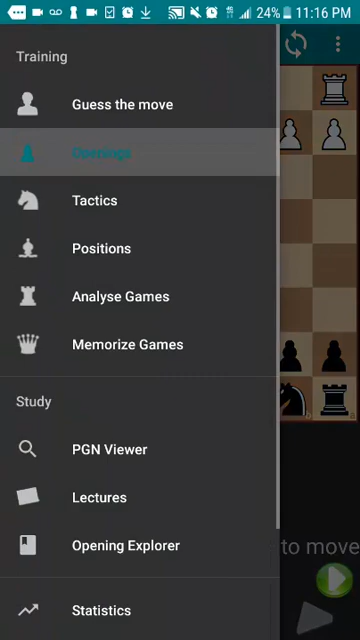 24% 11:16 PM
Training
Guess the move
Openings
Tactics
Positions
Analyse Games
Memorize Games
Study
PGN Viewer
Lectures
Opening Explorer
to move
Statistics